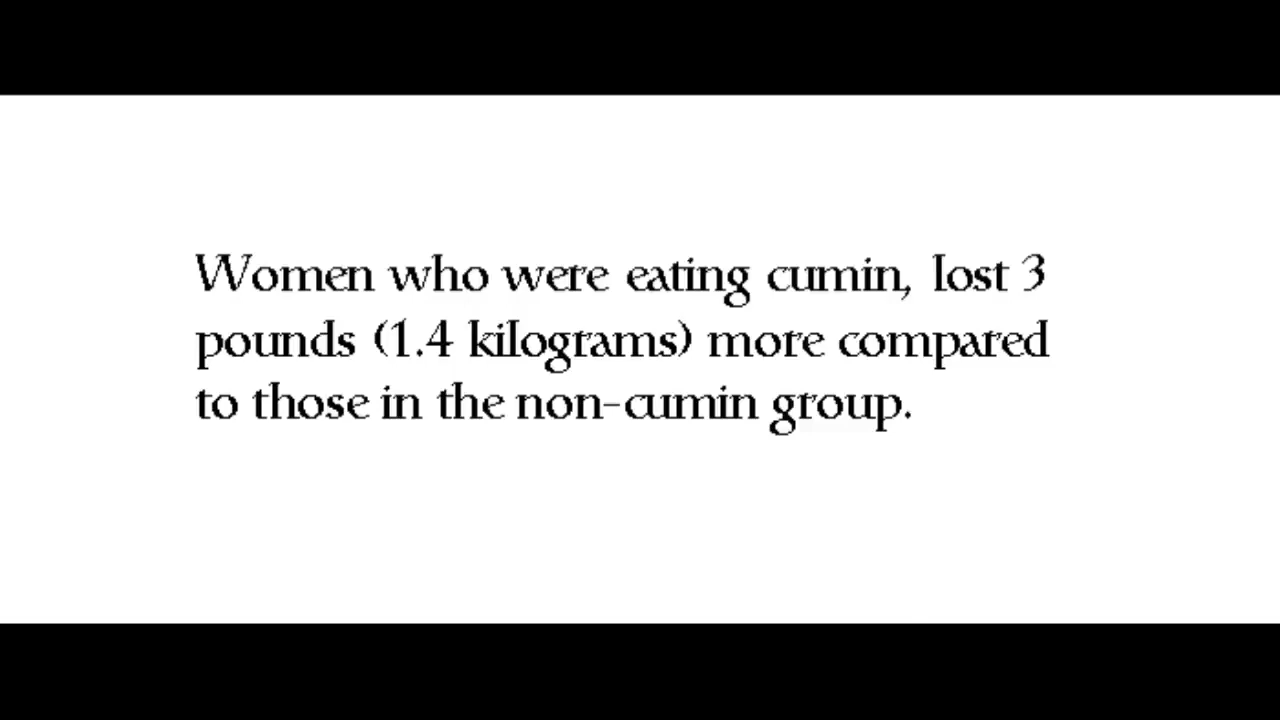 Women who were eating cumin, lost 3
pounds (1.4 kilograms) more compared
to those in the non-cumin group.